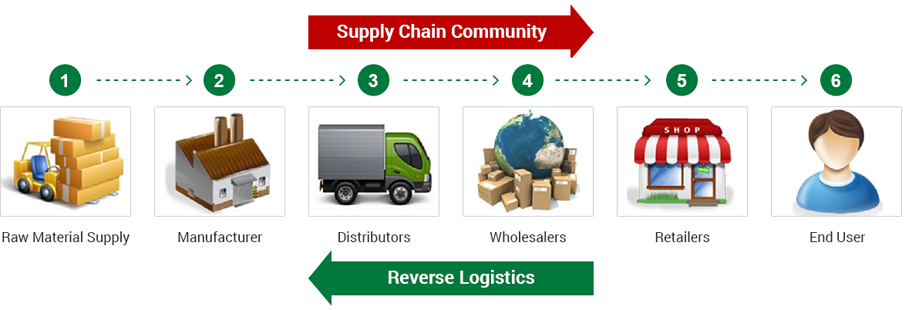 Supply Chain Community
1 2 3 4 5 6
SHOP
Raw Material Supply Manufacturer Distributors Wholesalers Retailers End User
Reverse Logistics